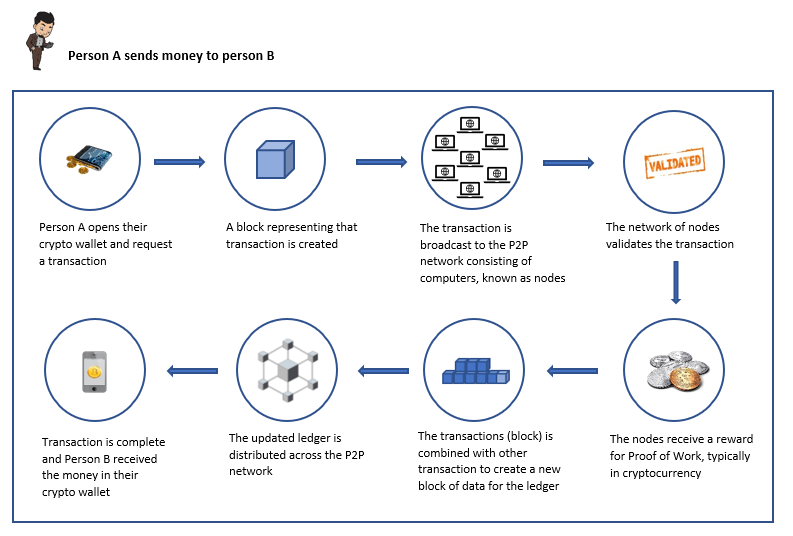 Person A sends money to person B
Person A opens their
crypto wallet and request
a transaction
A block representing that
transaction is created
The transaction is
broadcast to the P2P
network consisting of
computers, known as nodes
VALIDATED
The network of nodes
validates the transaction
Transaction is complete
and Person B received
the money in their
crypto wallet
The updated ledger is
distributed across the P2P
network
The transactions (block) is
combined with other
transaction to create a new
block of data for the ledger
The nodes receive a reward
for Proof of Work, typically
in cryptocurrency